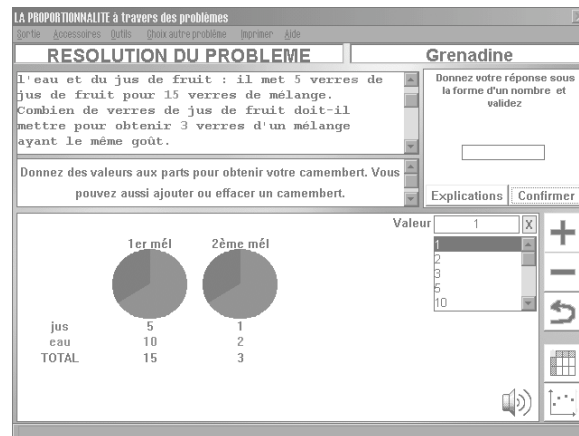 LA PROPORTIONNALITE à travers des problèmes
Sortie Accessoires Outils Choix autre problème Imprimer Aide
RESOLUTION DU PROBLEME
Grenadine
l'eau et du jus de fruit : il met 5 verres de
jus de fruit pour 15 verres de mélange.
Combien de verres de jus de fruit doit-il
mettre pour obtenir 3 verres d'un mélange
ayant le même goût.
Donnez votre réponse sous
la forme d'un nombre et
validez
Donnez des valeurs aux parts pour obtenir votre camembert. Vous
pouvez aussi ajouter ou effacer un camembert.
Explications Confirmer
Valeur 1 X
1
2
3
5
10
1er mél 2ème mél
jus 5 1
eau 10 2
TOTAL 15 3